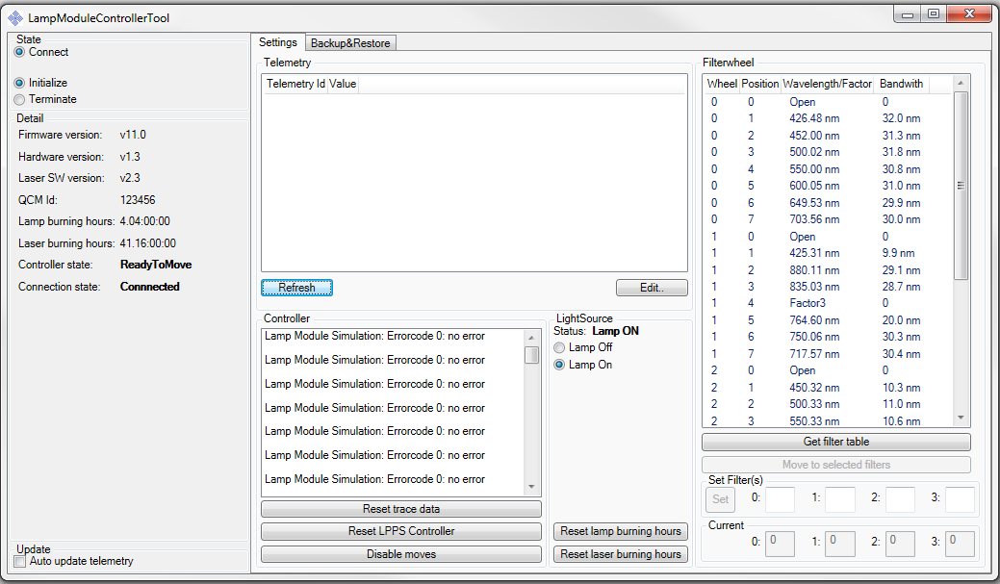 LampModuleControllerTool
State
Connect
Initialize
Terminate
Detail
Firmware version: v11.0
Hardware version: v1.3
Laser SW version: v2.3
QCM Id: 123456
Lamp burning hours: 4.04:00:00
Laser burning hours: 41.16:00:00
Controller state: ReadyToMove
Connection state: Connnected
Update
Auto update telemetry
Settings Backup&Restore
Telemetry
Telemetry Id Value
Refresh Edit..
Controller
Lamp Module Simulation: Errorcode 0: no error
Lamp Module Simulation: Errorcode 0: no error
Lamp Module Simulation: Errorcode 0: no error
Lamp Module Simulation: Errorcode 0: no error
Lamp Module Simulation: Errorcode 0: no error
Lamp Module Simulation: Errorcode 0: no error
Lamp Module Simulation: Errorcode 0: no error
Reset trace data
Reset LPPS Controller
Disable moves
LightSource
Status: Lamp ON
Lamp Off
Lamp On
Reset lamp burning hours
Reset laser burning hours
Filterwheel
Wheel Position Wavelength/Factor Bandwith
0 0 Open 0
0 1 426.48 nm 32.0 nm
0 2 452.00 nm 31.3 nm
0 3 500.02 nm 31.8 nm
0 4 550.00 nm 30.8 nm
0 5 600.05 nm 31.0 nm
0 6 649.53 nm 29.9 nm
0 7 703.56 nm 30.0 nm
1 0 Open 0
1 1 425.31 nm 9.9 nm
1 2 880.11 nm 29.1 nm
1 3 835.03 nm 28.7 nm
1 4 Factor3 0
1 5 764.60 nm 20.0 nm
1 6 750.06 nm 30.3 nm
1 7 717.57 nm 30.4 nm
2 0 Open 0
2 1 450.32 nm 10.3 nm
2 2 500.33 nm 11.0 nm
2 3 550.33 nm 10.6 nm
Get filter table
Move to selected filters
Set Filter(s)
Set 0: 1: 2: 3:
Current
0: 0 1: 0 2: 0 3: 0